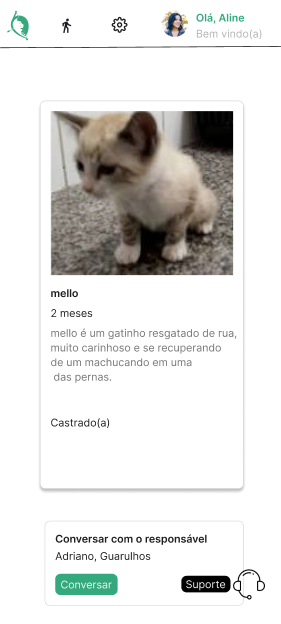 Olá, Aline
Bem vindo(a)
mello
2 meses
mello é um gatinho resgatado de rua,
muito carinhoso e se recuperando
de um machucando em uma
das pernas.
Castrado(a)
Conversar com o responsável
Adriano, Guarulhos
Conversar
Suporte